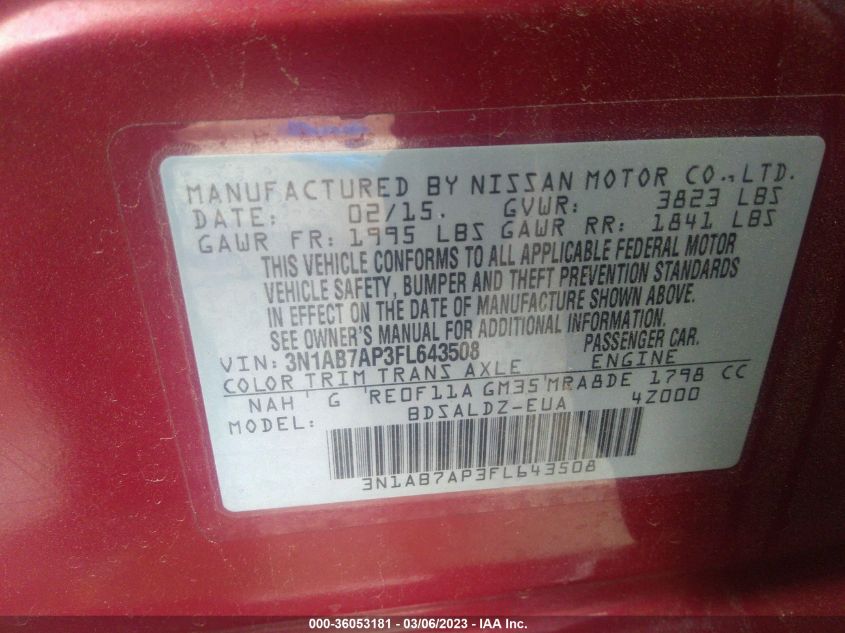 MANUFACTURED BY NISSAN MOTOR CO.,LTD.
DATE: 02/15. GVWR: 3823 LBS
GAWR FR: 1995 LBS GAWR RR: 1841 LBS
THIS VEHICLE CONFORMS TO ALL APPLICABLE FEDERAL MOTOR
VEHICLE SAFETY, BUMPER AND THEFT PREVENTION STANDARDS
IN EFFECT ON THE DATE OF MANUFACTURE SHOWN ABOVE.
SEE OWNER'S MANUAL FOR ADDITIONAL INFORMATION.
VIN: 3N1AB7AP3FL643508 PASSENGER CAR.
COLOR TRIM TRANS AXLE ENGINE
NAH G RE0F11A GM35 MRA8DE 1798 CC
MODEL: BDSALDZ-EUA 4Z000
3N1AB7AP3FL643508
000-36053181 - 03/06/2023 - IAA Inc.